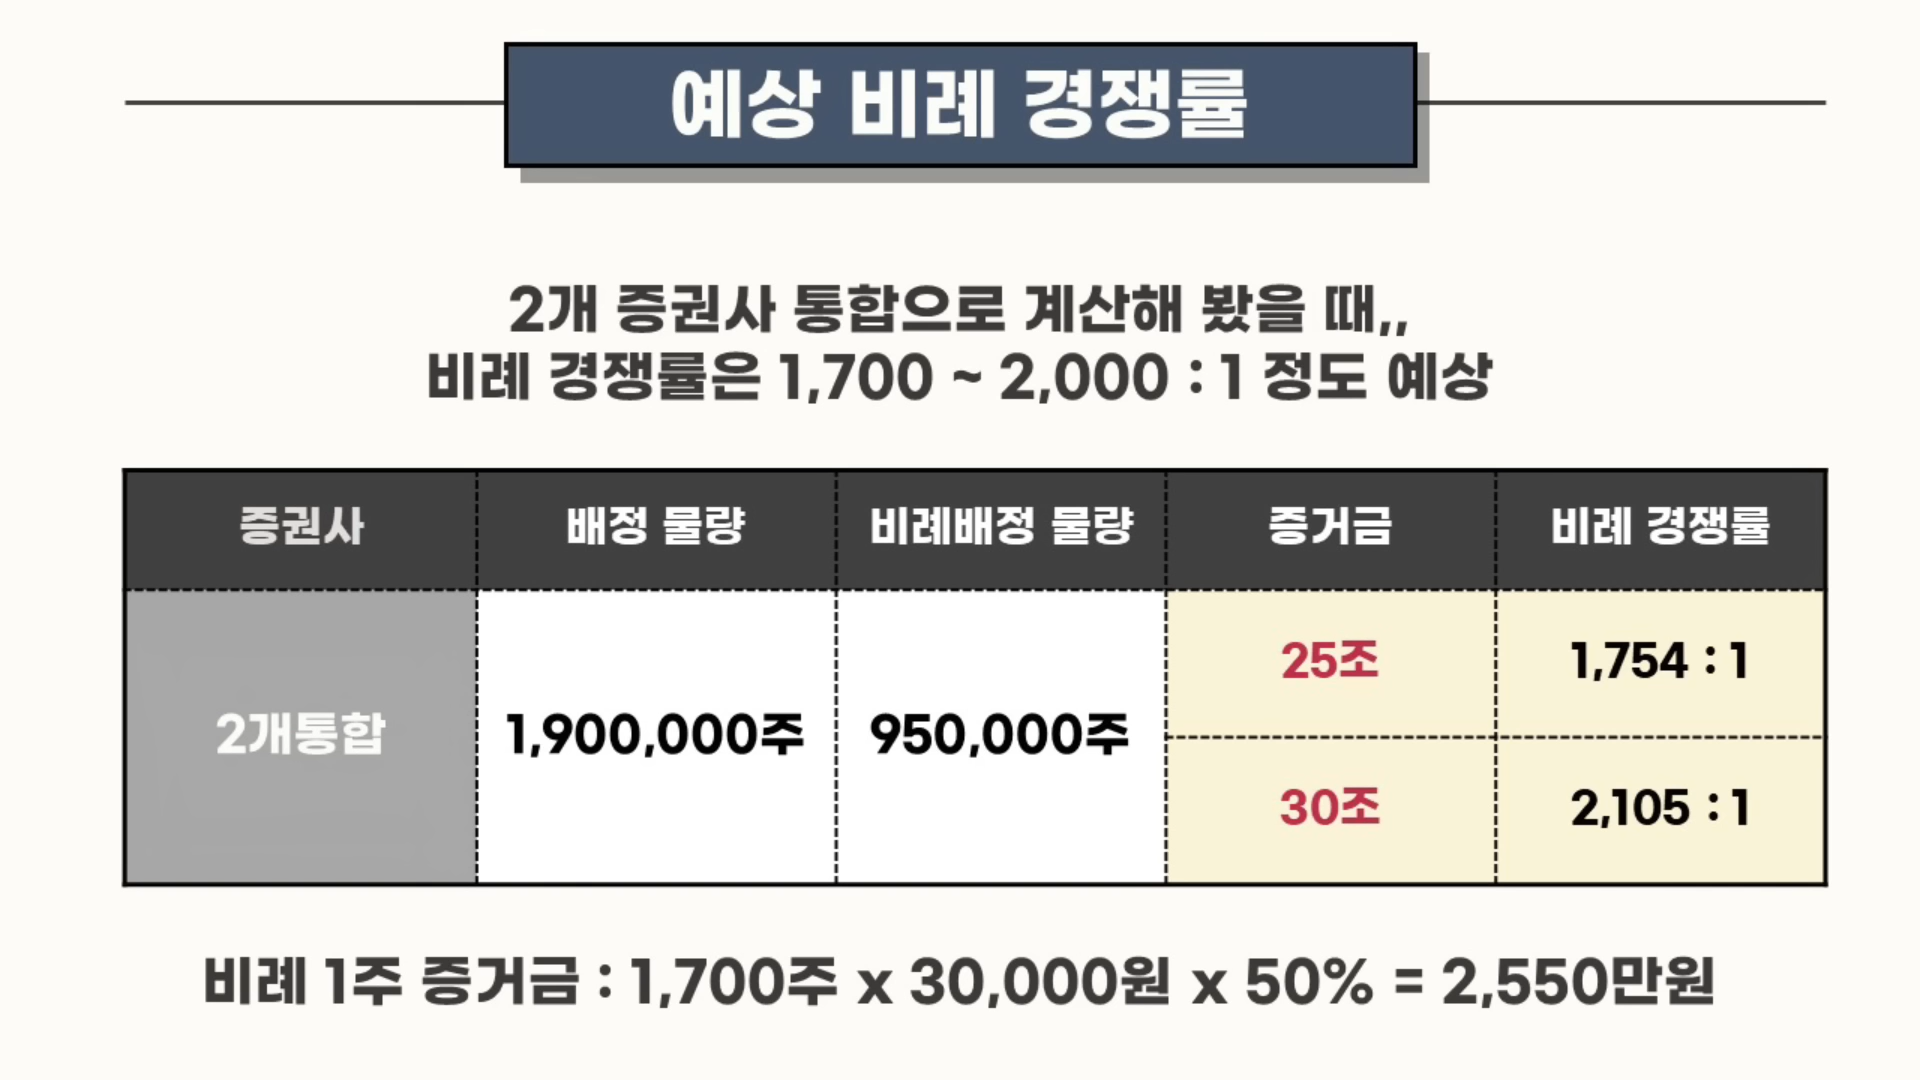 예상 비례 경쟁률
2개 증권사 통합으로 계산해 봤을 때,,
비례 경쟁률은 1,700 ~ 2,000 : 1 정도 예상
증권사 배정 물량 비례배정 물량 증거금 비례 경쟁률
25조 1,754 : 1
2개통합 1,900,000주 950,000주
30조 2,105 : 1
비례 1주 증거금 : 1,700주 x 30,000원 x 50% = 2,550만원